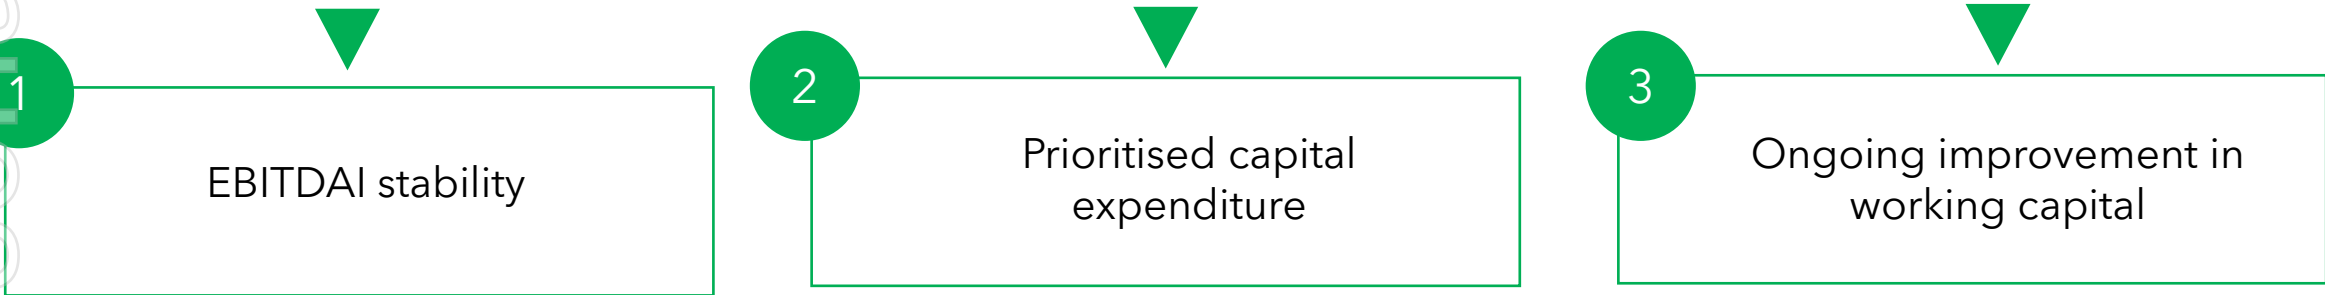 1
EBITDAI stability
2
Prioritised capital
expenditure
3
Ongoing improvement in
working capital